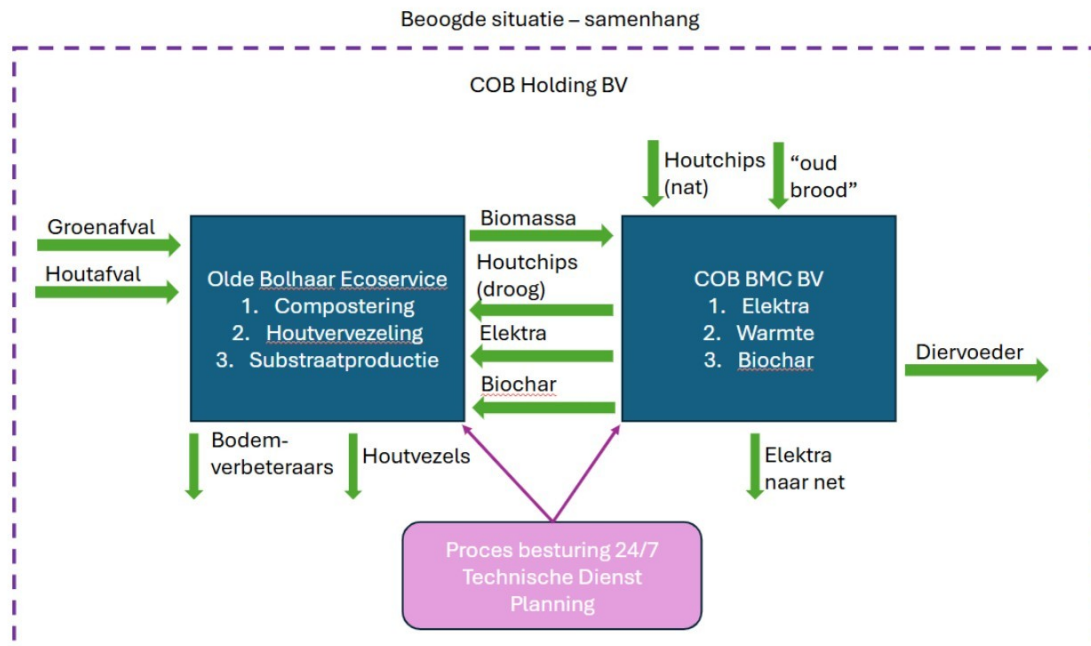 Beoogde situatie – samenhang
COB Holding BV
Houtchips
(nat)
“oud
brood”
Groenafval
Houtafval
Olde Bolhaar Ecoservice
1. Compostering
2. Houtvervezeling
3. Substraatproductie
Biomassa
Houtchips
(droog)
Elektra
Biochar
COB BMC BV
1. Elektra
2. Warmte
3. Biochar
Diervoeder
Bodem-
verbeteraars
Houtvezels
Elektra
naar net
Proces besturing 24/7
Technische Dienst
Planning